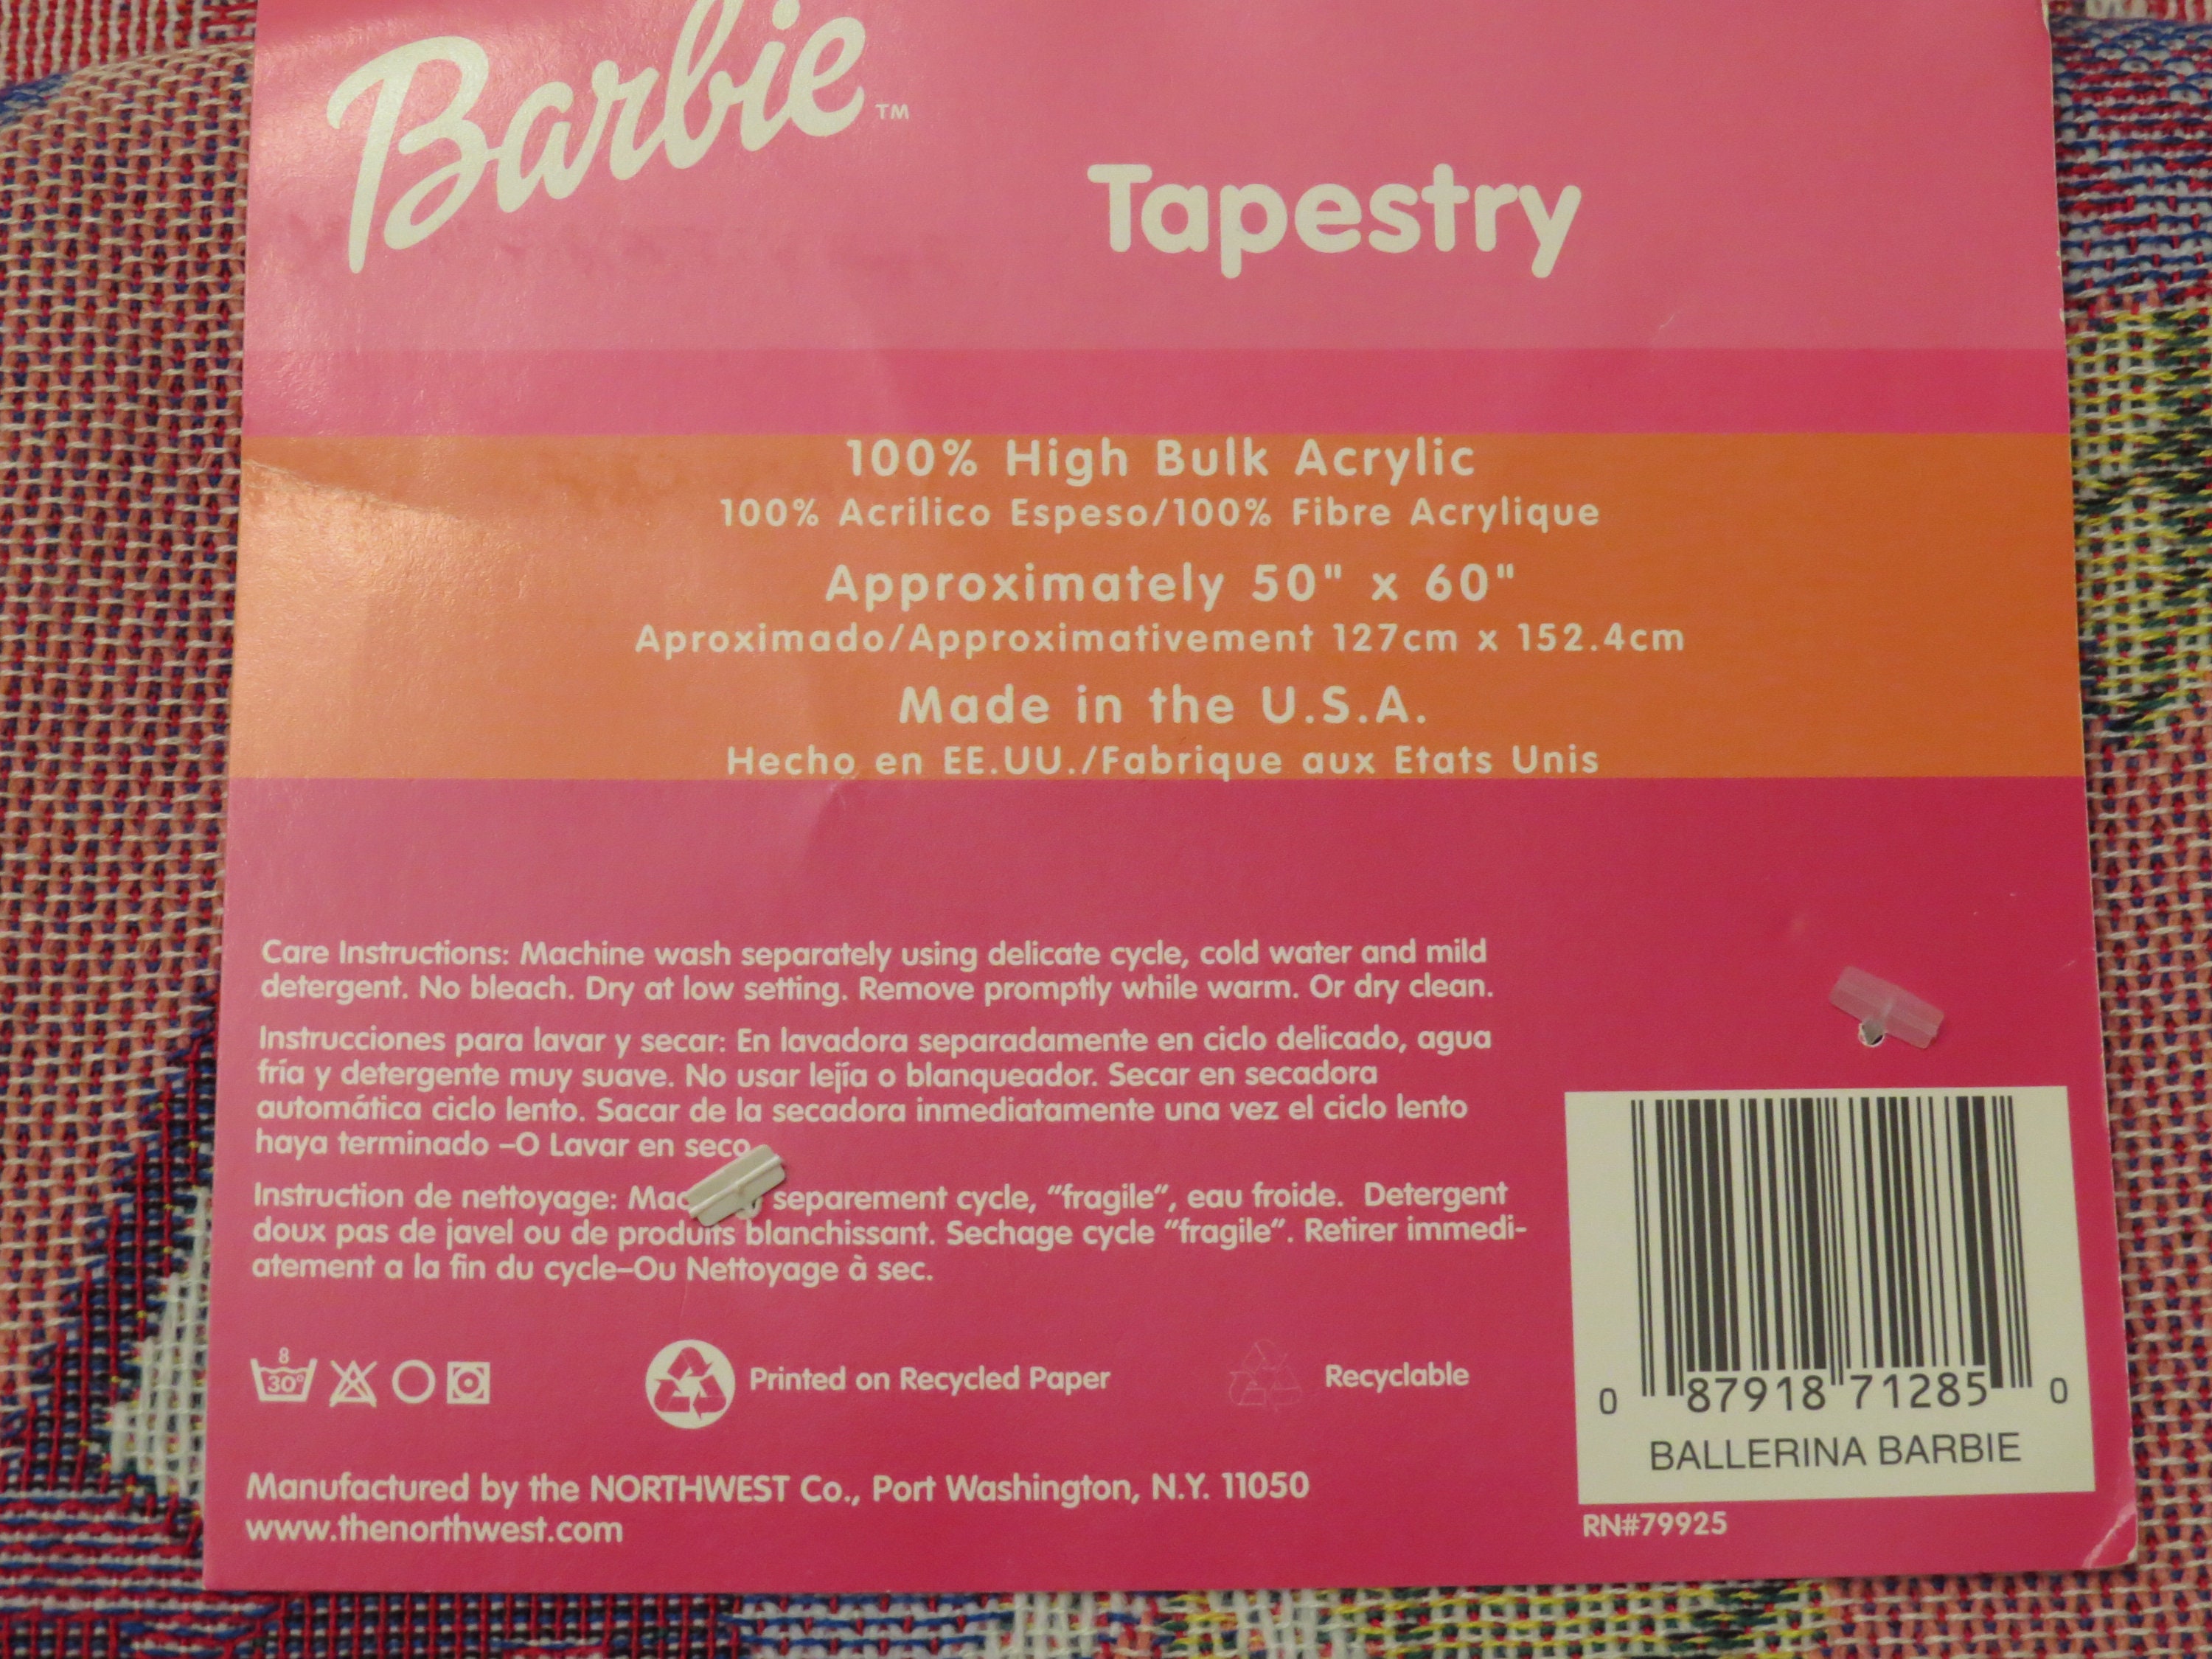 Barbie™
Tapestry
100% High Bulk Acrylic
100% Acrilico Espeso/100% Fibre Acrylique
Approximately 50" x 60"
Aproximado/Approximativement 127cm x 152.4cm
Made in the U.S.A.
Hecho en EE.UU./Fabrique aux Etats Unis
Care Instructions: Machine wash separately using delicate cycle, cold water and mild
detergent. No bleach. Dry at low setting. Remove promptly while warm. Or dry clean.
Instrucciones para lavar y secar: En lavadora separadamente en ciclo delicado, agua
fría y detergente muy suave. No usar lejía o blanqueador. Secar en secadora
automática ciclo lento. Sacar de la secadora inmediatamente una vez el ciclo lento
haya terminado –O Lavar en seco
Instruction de nettoyage: separement cycle, “fragile”, eau froide. Detergent
doux pas de javel ou de produits blanchissant. Sechage cycle “fragile”. Retirer immedi-
atement a la fin du cycle–Ou Nettoyage à sec.
8
30°
Printed on Recycled Paper
Recyclable
0 87918 71285 0
BALLERINA BARBIE
RN#79925
Manufactured by the NORTHWEST Co., Port Washington, N.Y. 11050
www.thenorthwest.com